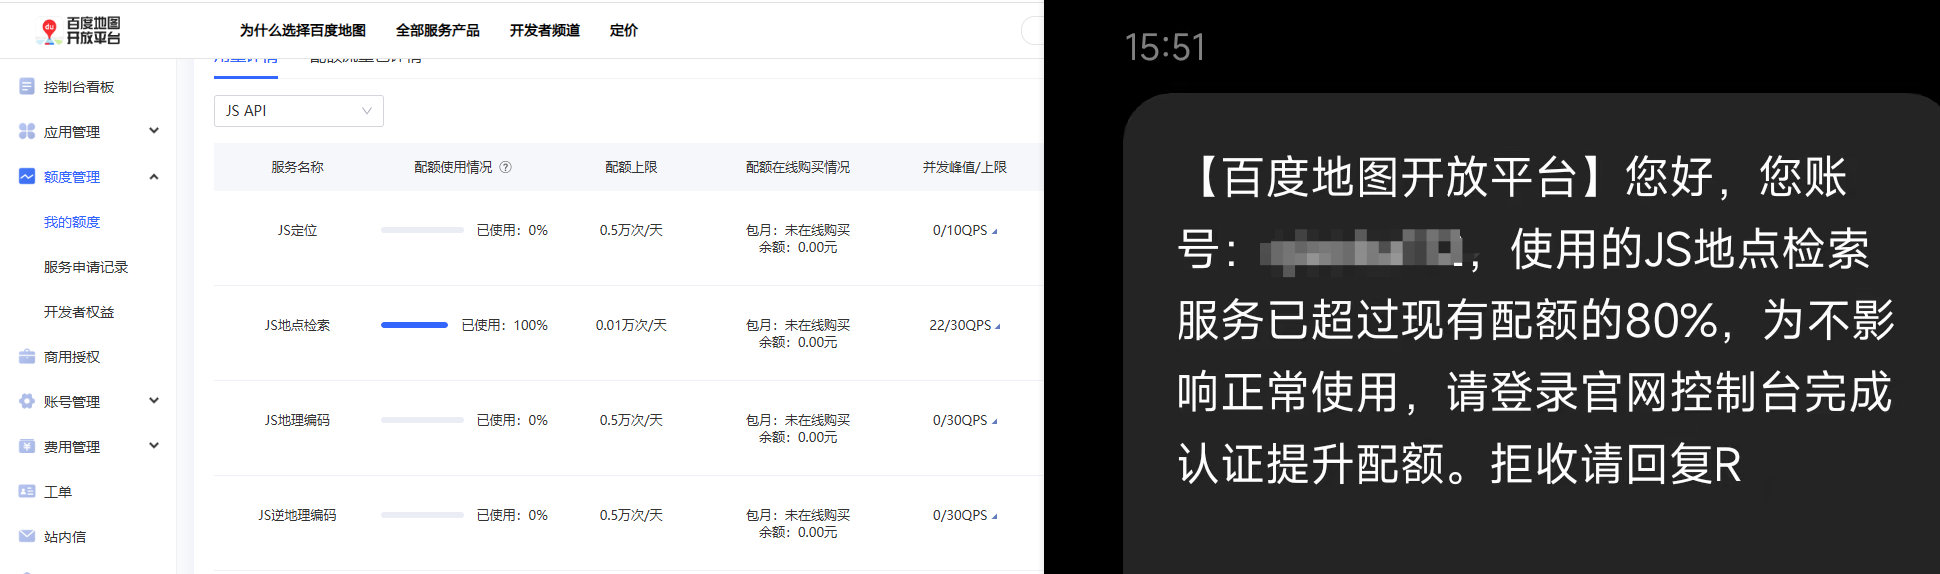 百度地图
开放平台
为什么选择百度地图 全部服务产品 开发者频道 定价
控制台看板
应用管理
额度管理
我的额度
服务申请记录
开发者权益
商用授权
账号管理
费用管理
工单
站内信
JS API
服务名称 配额使用情况 ? 配额上限 配额在线购买情况 并发峰值/上限
JS定位 已使用：0% 0.5万次/天 包月：未在线购买 0/10QPS
余额：0.00元
JS地点检索 已使用：100% 0.01万次/天 包月：未在线购买 22/30QPS
余额：0.00元
JS地理编码 已使用：0% 0.5万次/天 包月：未在线购买 0/30QPS
余额：0.00元
JS逆地理编码 已使用：0% 0.5万次/天 包月：未在线购买 0/30QPS
余额：0.00元
15:51
【百度地图开放平台】您好，您账
号：，使用的JS地点检索
服务已超过现有配额的80%，为不影
响正常使用，请登录官网控制台完成
认证提升配额。拒收请回复R